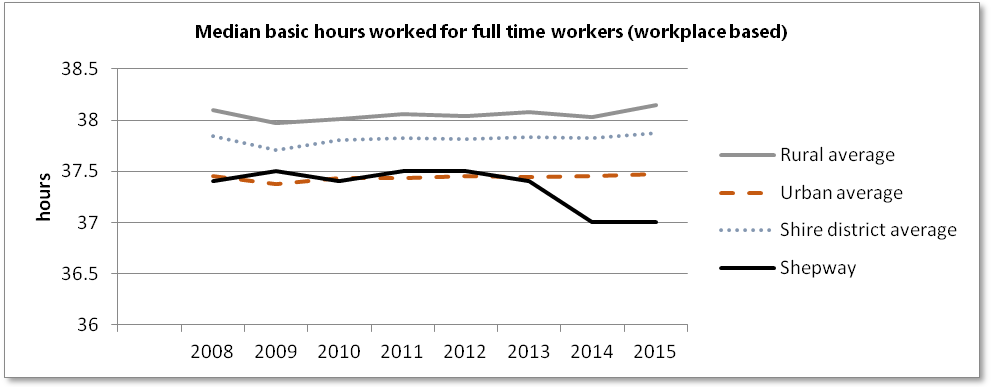 Median basic hours worked for full time workers (workplace based)
38.5
38
37.5
37
36.5
36
hours
2008 2009 2010 2011 2012 2013 2014 2015
Rural average
Urban average
Shire district average
Shepway